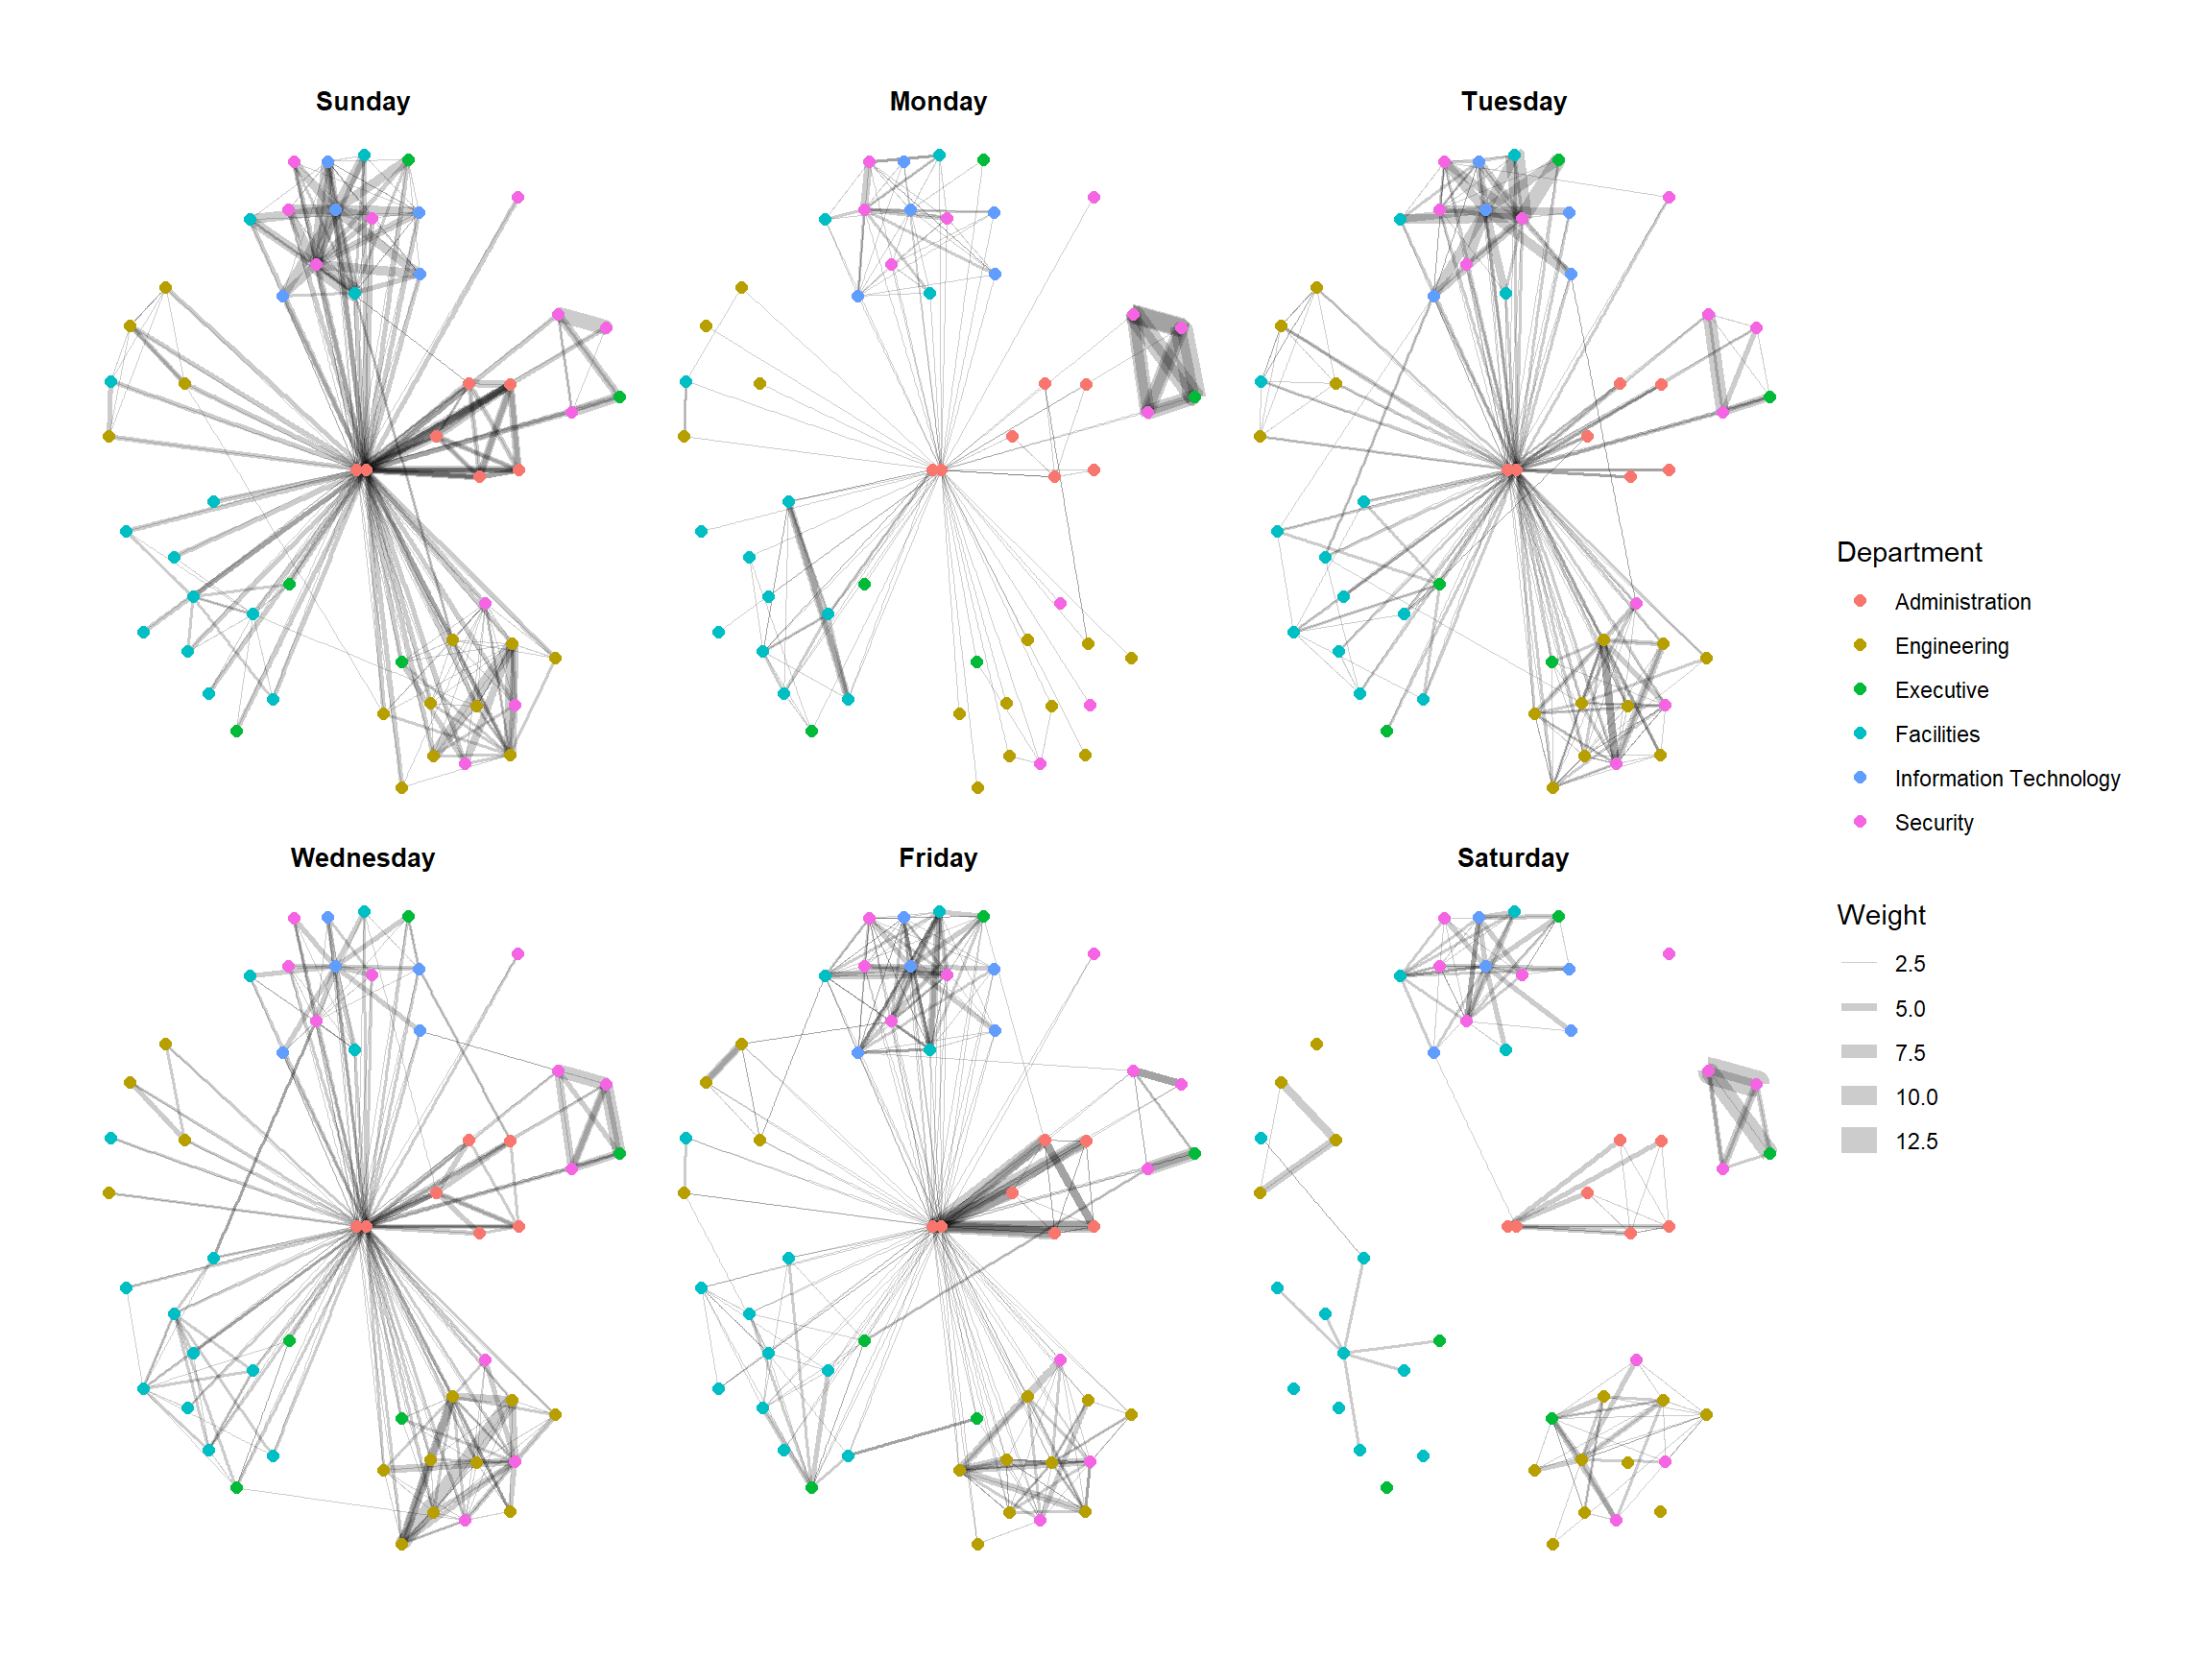 Sunday
Monday
Tuesday
Wednesday
Friday
Saturday
Department
Administration
Engineering
Executive
Facilities
Information Technology
Security
Weight
2.5
5.0
7.5
10.0
12.5